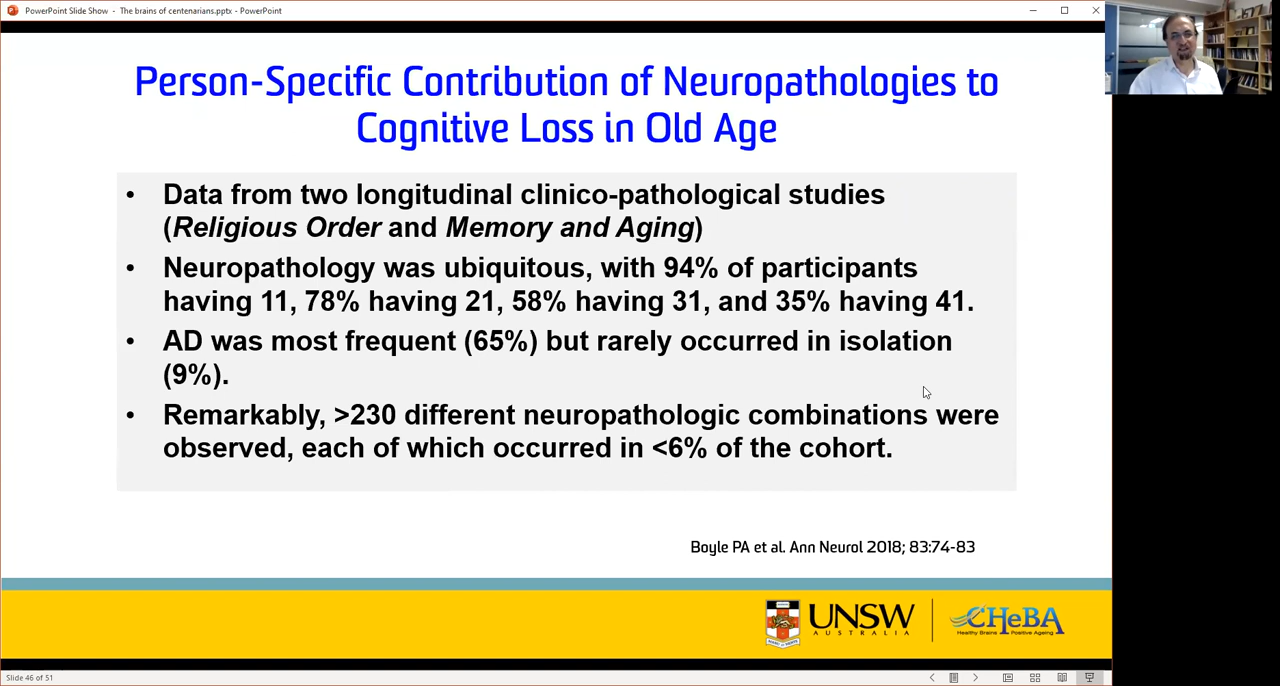 PowerPoint Slide Show - The brains of centenarians.pptx - PowerPoint
Person-Specific Contribution of Neuropathologies to
Cognitive Loss in Old Age
• Data from two longitudinal clinico-pathological studies
(Religious Order and Memory and Aging)
• Neuropathology was ubiquitous, with 94% of participants
having 11, 78% having 21, 58% having 31, and 35% having 41.
• AD was most frequent (65%) but rarely occurred in isolation
(9%).
• Remarkably, >230 different neuropathologic combinations were
observed, each of which occurred in <6% of the cohort.
Boyle PA et al. Ann Neurol 2018; 83:74-83
UNSW
AUSTRALIA
CHeBA
Healthy Brains Positive Ageing
Slide 46 of 51